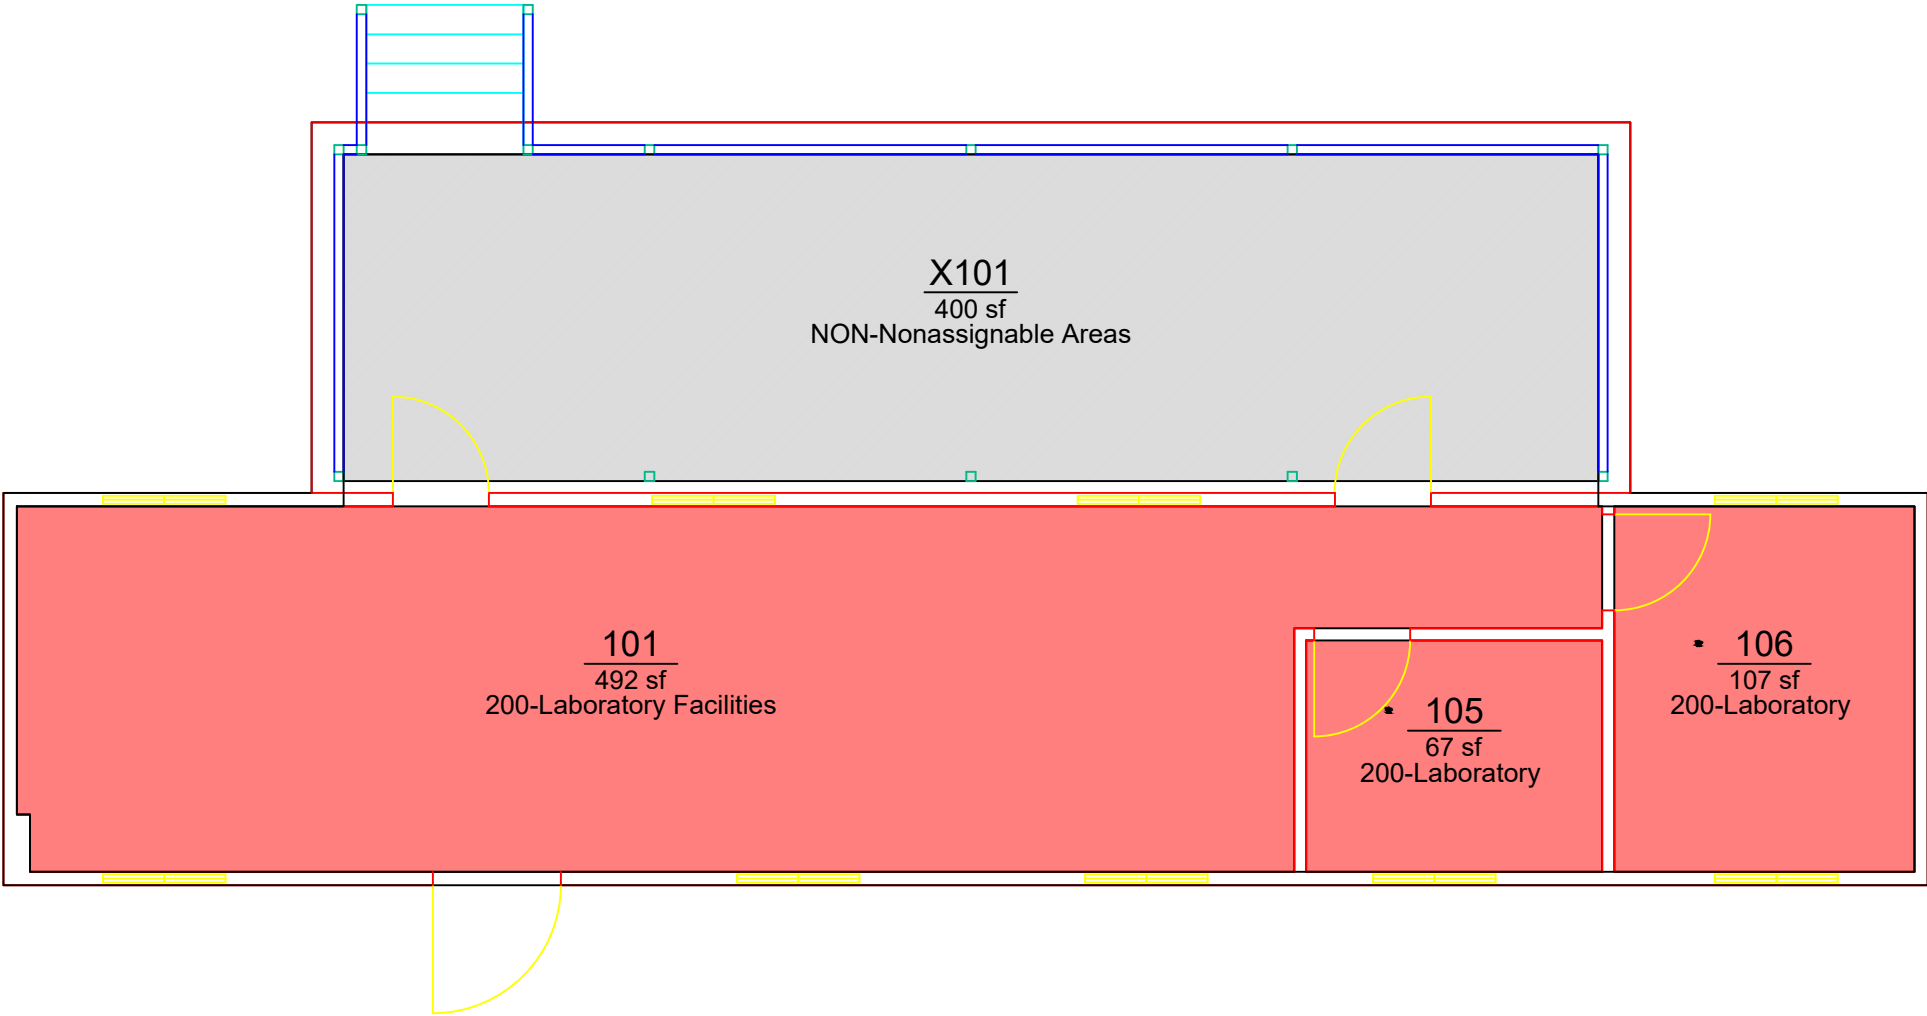 X101
400 sf
NON-Nonassignable Areas
101
492 sf
200-Laboratory Facilities
105
67 sf
200-Laboratory
106
107 sf
200-Laboratory